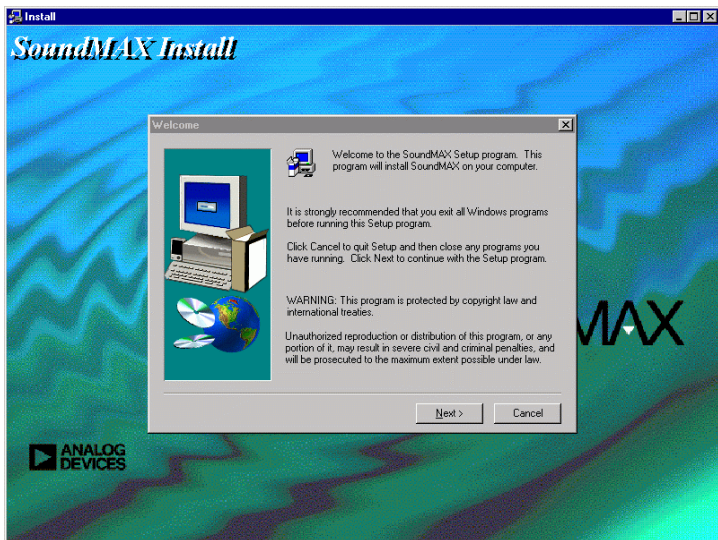 Install
SoundMAX Install
Welcome
Welcome to the SoundMAX Setup program. This
program will install SoundMAX on your computer.
It is strongly recommended that you exit all Windows programs
before running this Setup program.
Click Cancel to quit Setup and then close any programs you
have running. Click Next to continue with the Setup program.
WARNING: This program is protected by copyright law and
international treaties.
Unauthorized reproduction or distribution of this program, or any
portion of it, may result in severe civil and criminal penalties, and
will be prosecuted to the maximum extent possible under law.
MAX
Next >
Cancel
ANALOG
DEVICES